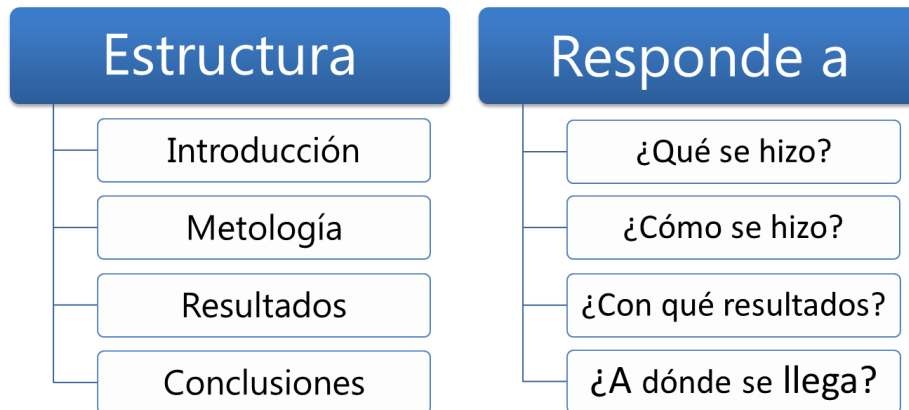 Estructura
Introducción
Metología
Resultados
Conclusiones
Responde a
¿Qué se hizo?
¿Cómo se hizo?
¿Con qué resultados?
¿A dónde se llega?